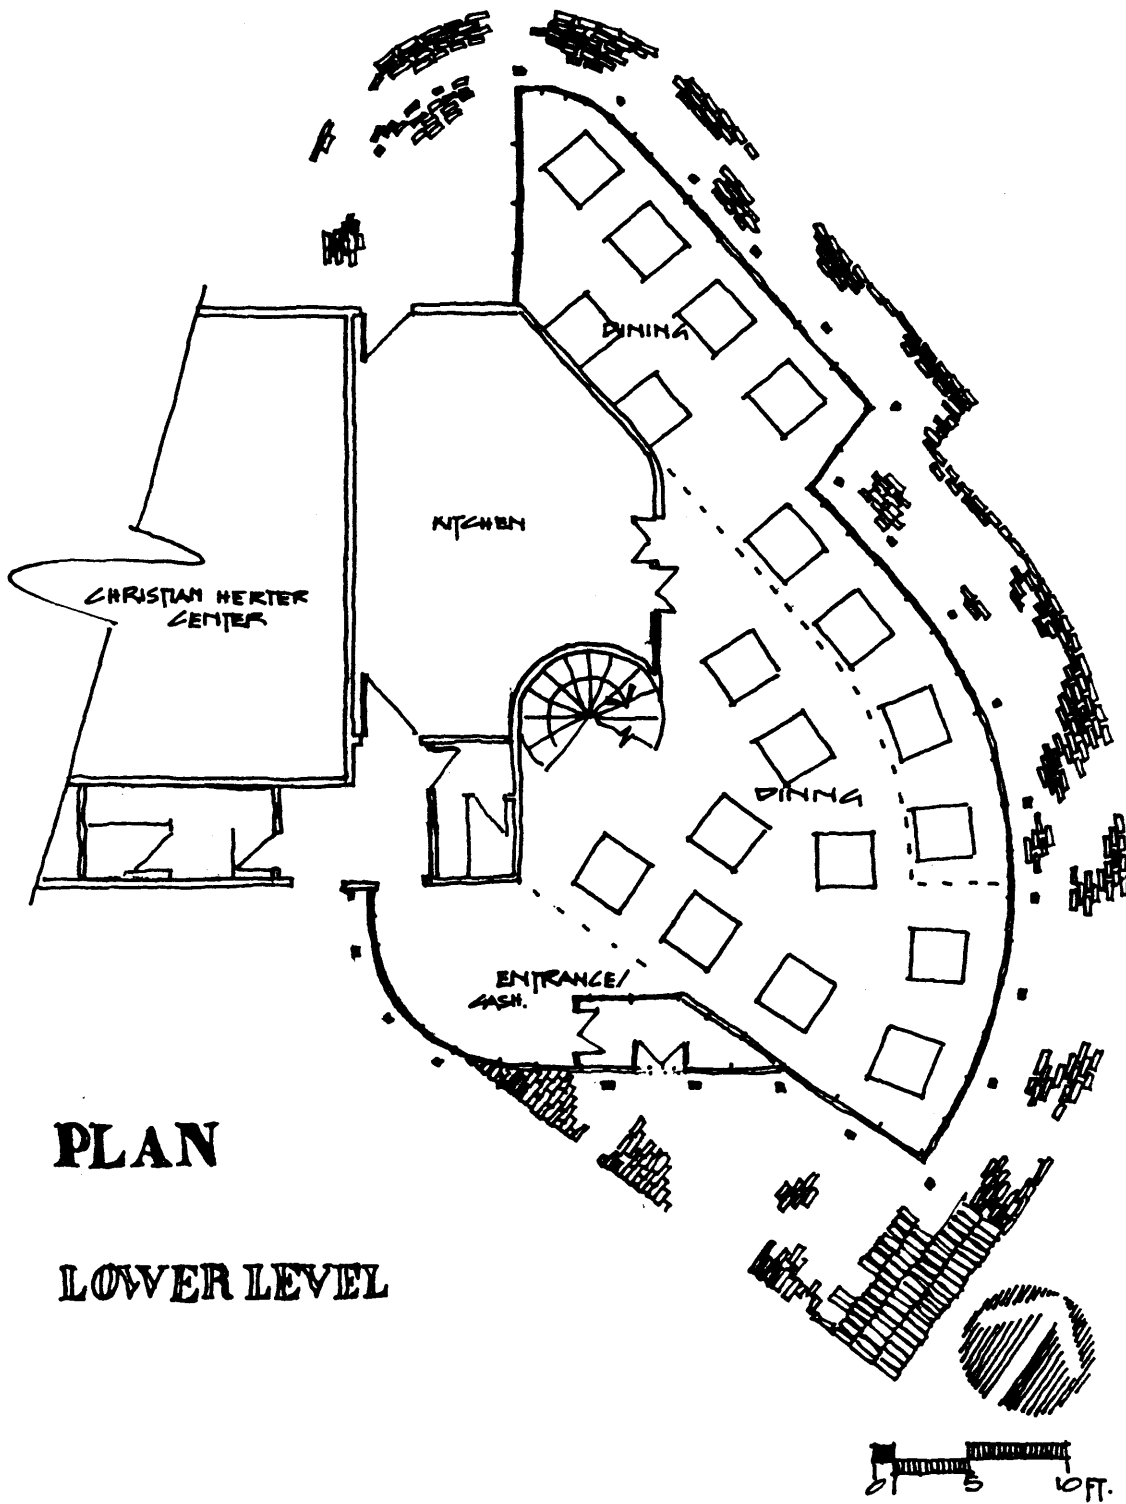 DINING
KITCHEN
CHRISTIAN HERTER
CENTER
DINING
ENTRANCE/
CASH.
PLAN
LOWER LEVEL
0 5 10 FT.